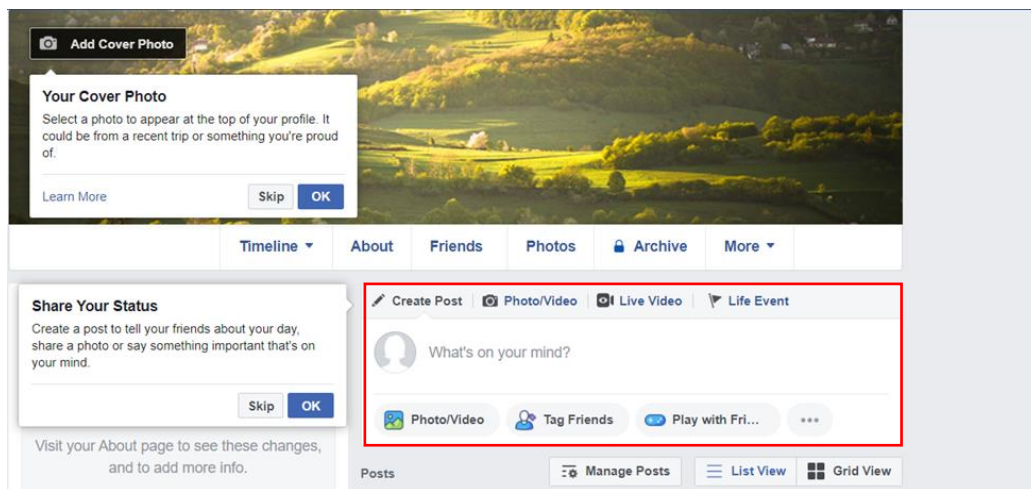 Add Cover Photo
Your Cover Photo
Select a photo to appear at the top of your profile. It
could be from a recent trip or something you're proud
of.
Learn More Skip OK
Timeline About Friends Photos Archive More
Share Your Status
Create a post to tell your friends about your day,
share a photo or say something important that's on
your mind.
Skip OK
Visit your About page to see these changes,
and to add more info.
Create Post Photo/Video Live Video Life Event
What's on your mind?
Photo/Video Tag Friends Play with Fri...
Posts Manage Posts List View Grid View